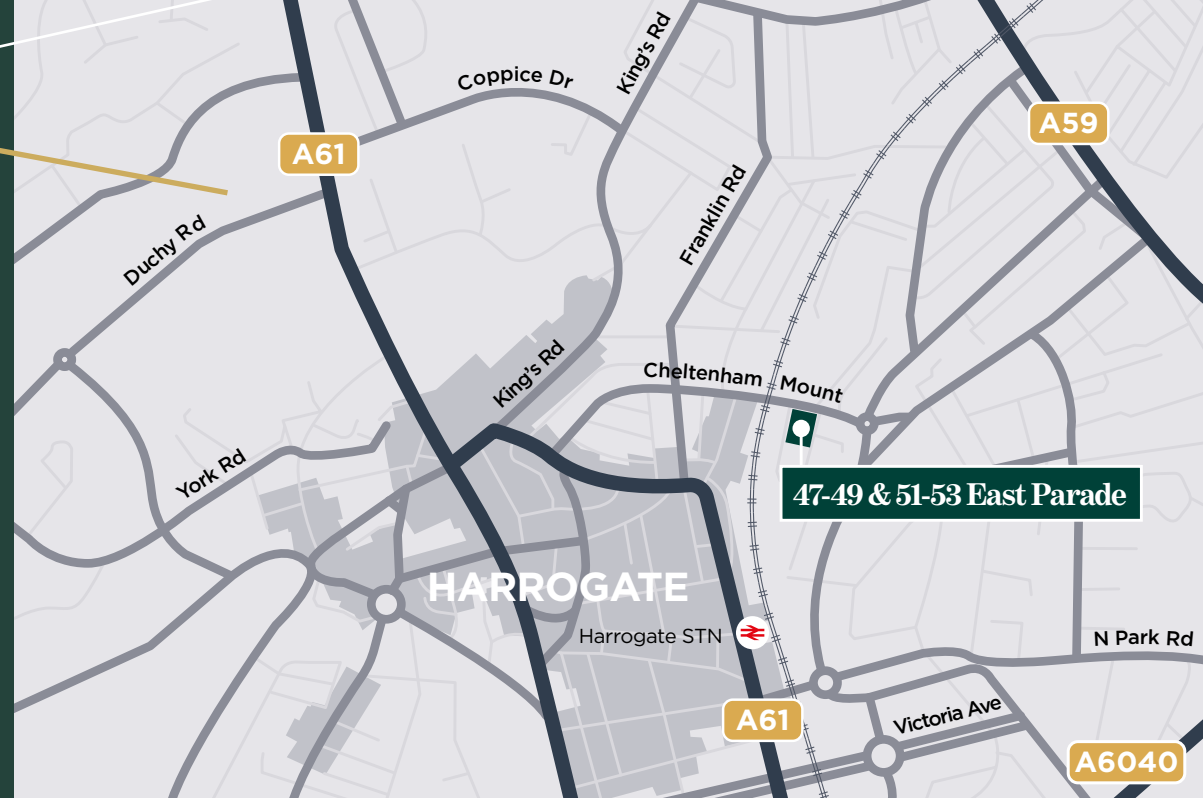 King's Rd
Coppice Dr
A59
A61
Franklin Rd
Duchy Rd
King's Rd
Cheltenham Mount
York Rd
47-49 & 51-53 East Parade
HARROGATE
Harrogate STN
N Park Rd
A61
Victoria Ave
A6040